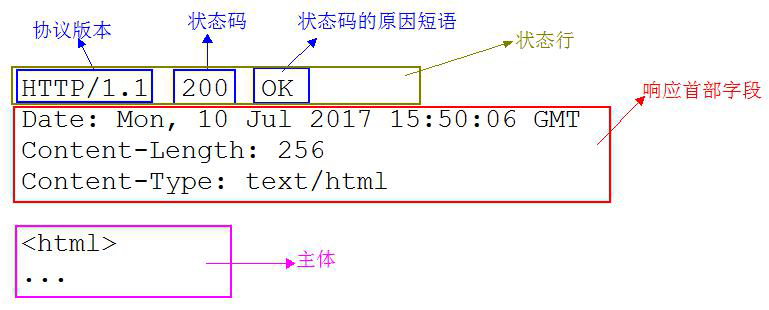 协议版本 状态码 状态码的原因短语 状态行
HTTP/1.1 200 OK 响应首部字段
Date: Mon, 10 Jul 2017 15:50:06 GMT
Content-Length: 256
Content-Type: text/html
<html> 主体
...